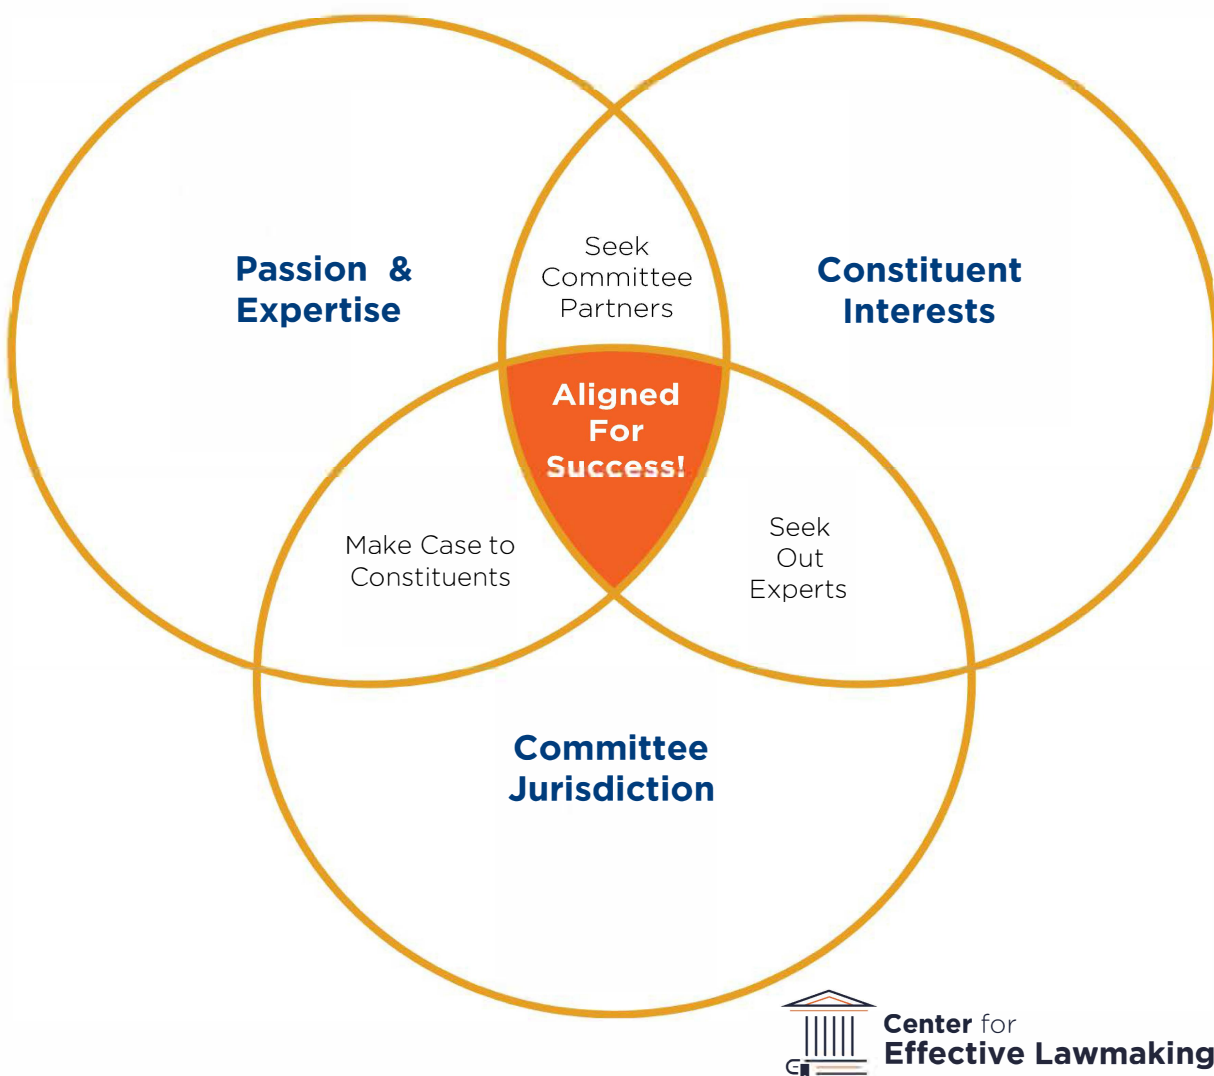 Passion & Expertise
Seek
Committee
Partners
Constituent
Interests
Aligned
For
Success!
Make Case to
Constituents
Seek
Out
Experts
Committee
Jurisdiction
Center for
Effective Lawmaking